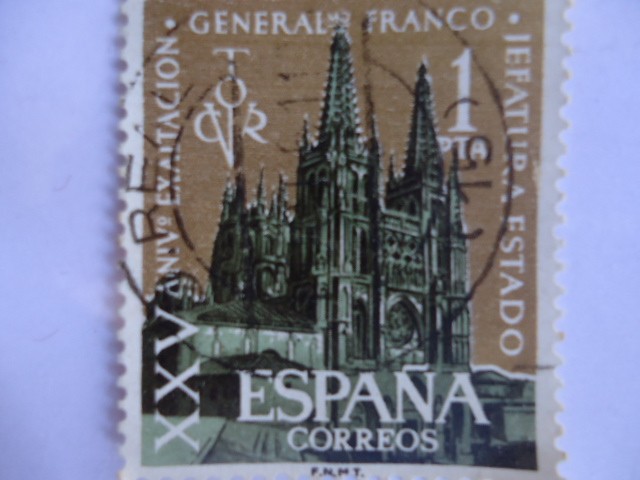 XXV ANIVº EXALTACION
GENERAL FRANCO
JEFATURA ESTADO
1
PTA
ESPAÑA
CORREOS
F.N.M T.